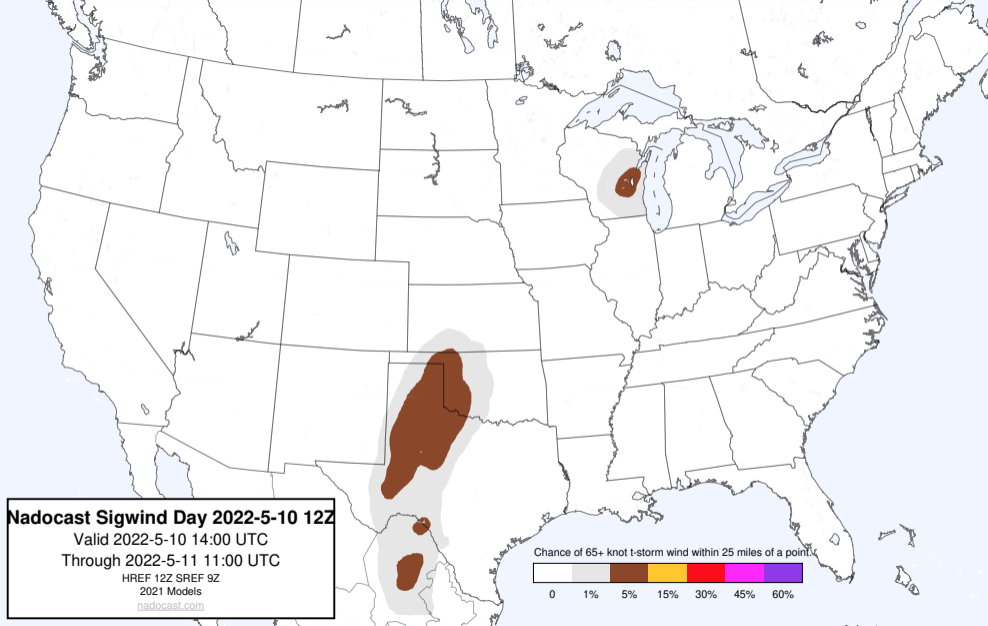 Nadocast Sigwind Day 2022-5-10 12Z
Valid 2022-5-10 14:00 UTC
Through 2022-5-11 11:00 UTC
HREF 12Z SREF 9Z
2021 Models
nadocast.com
Chance of 65+ knot t-storm wind within 25 miles of a point.
0 1% 5% 15% 30% 45% 60%